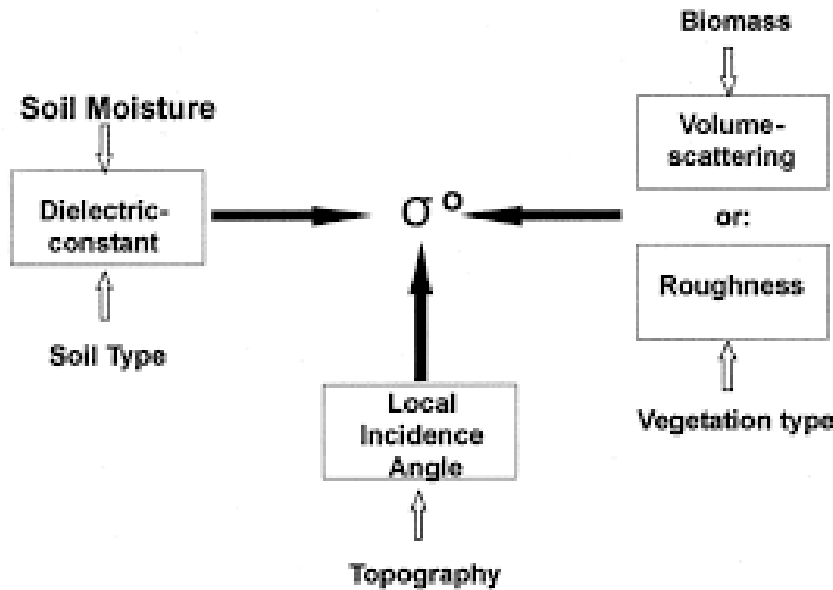 Biomass
Soil Moisture
Volume-
scattering
Dielectric-
constant
σ°
or:
Roughness
Soil Type
Local
Incidence
Angle
Vegetation type
Topography